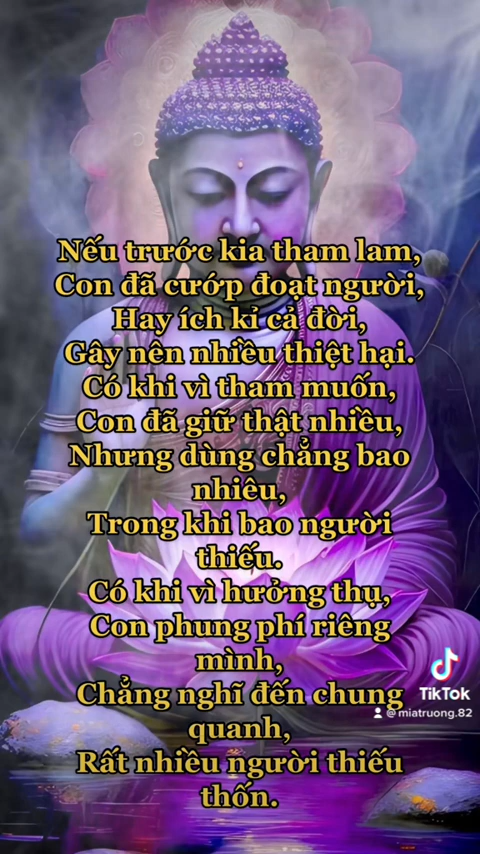 Nếu trước kia tham lam,
Con đã cướp đoạt người,
Hay ích kỉ cả đời,
Gây nên nhiều thiệt hại.
Có khi vì tham muốn,
Con đã giữ thật nhiều,
Nhưng dùng chẳng bao
nhiêu,
Trong khi bao người
thiếu.
Có khi vì hưởng thụ,
Con phung phí riêng
mình,
Chẳng nghĩ đến chung
quanh,
Rất nhiều người thiếu
thốn.
TikTok
@miatruong.82